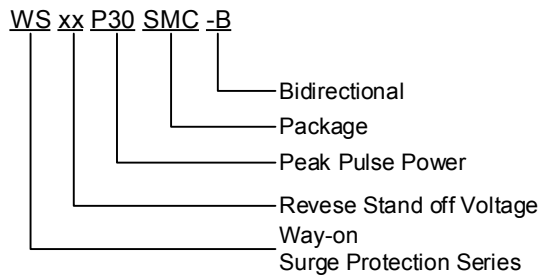 WS xx P30 SMC -B
Bidirectional
Package
Peak Pulse Power
Revese Stand off Voltage
Way-on
Surge Protection Series